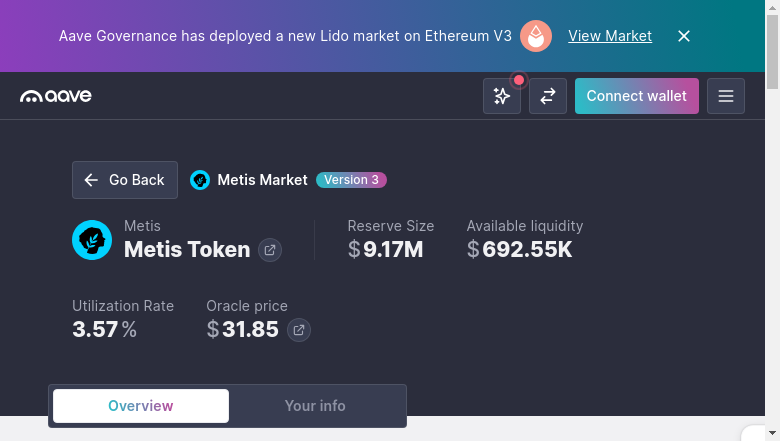 Aave Governance has deployed a new Lido market on Ethereum V3 View Market
aave Connect wallet
Go Back Metis Market Version 3
Metis Reserve Size Available liquidity
Metis Token $9.17M $692.55K
Utilization Rate Oracle price
3.57% $31.85
Overview Your info